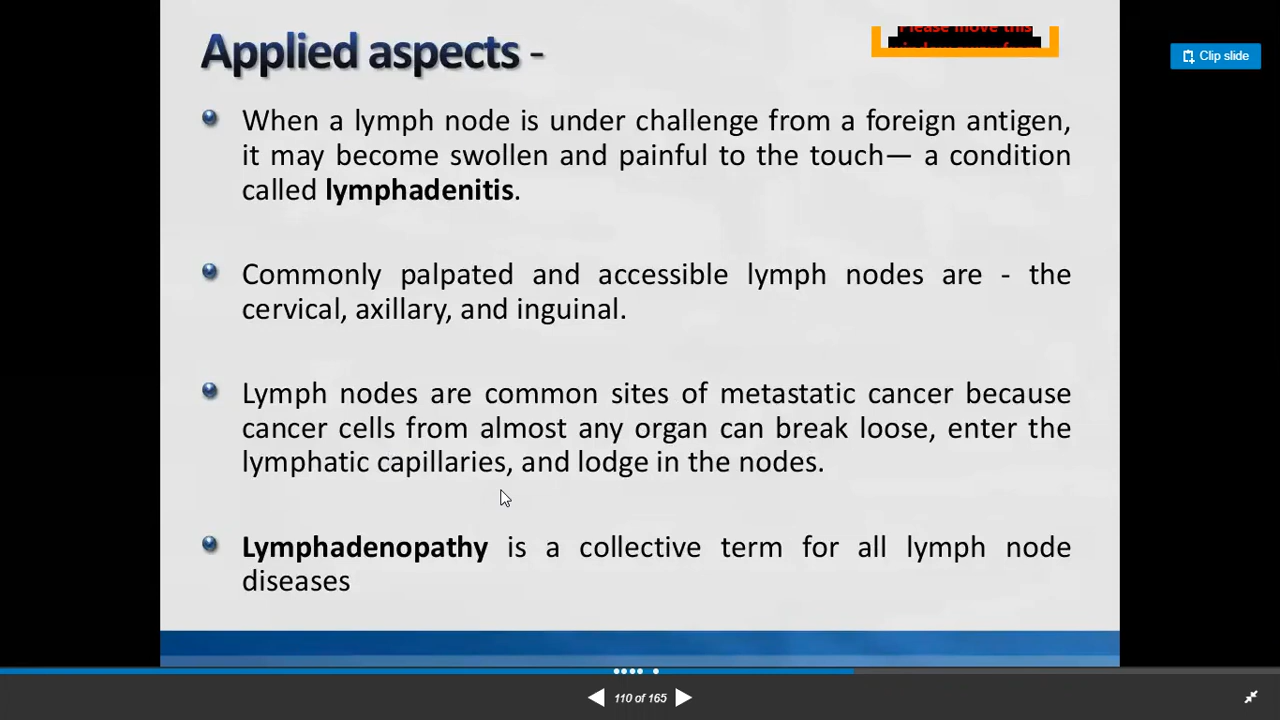 Applied aspects -
Please move this
Clip slide
When a lymph node is under challenge from a foreign antigen,
it may become swollen and painful to the touch— a condition
called lymphadenitis.
Commonly palpated and accessible lymph nodes are - the
cervical, axillary, and inguinal.
Lymph nodes are common sites of metastatic cancer because
cancer cells from almost any organ can break loose, enter the
lymphatic capillaries, and lodge in the nodes.
Lymphadenopathy is a collective term for all lymph node
diseases
110 of 165